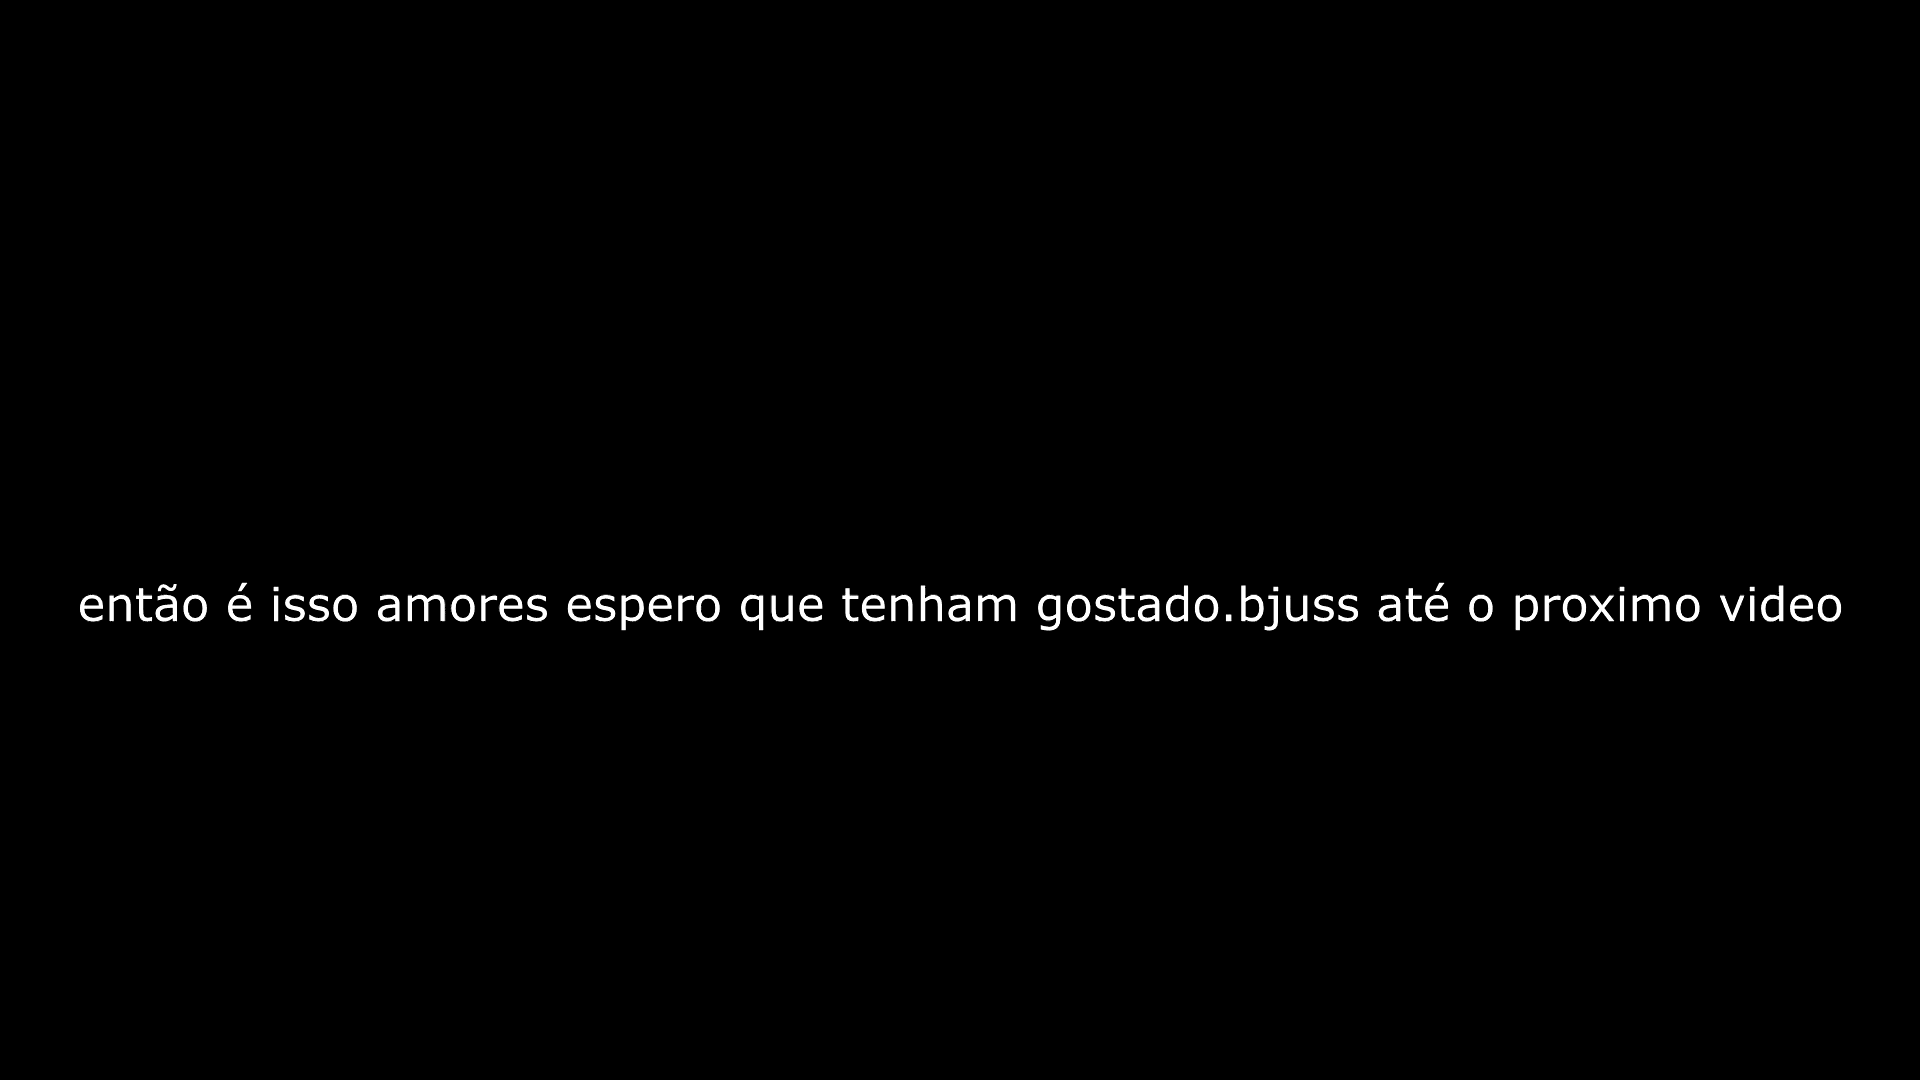 então é isso amores espero que tenham gostado.bjuss até o proximo video